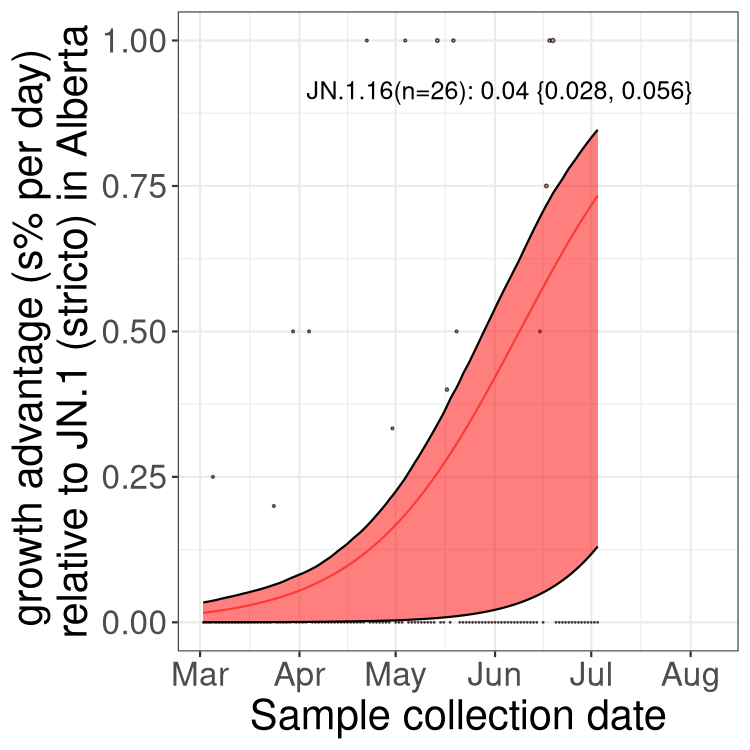 growth advantage (s% per day)
relative to JN.1 (stricto) in Alberta
1.00
0.75
0.50
0.25
0.00
JN.1.16(n=26): 0.04 {0.028, 0.056}
Mar Apr May Jun Jul Aug
Sample collection date